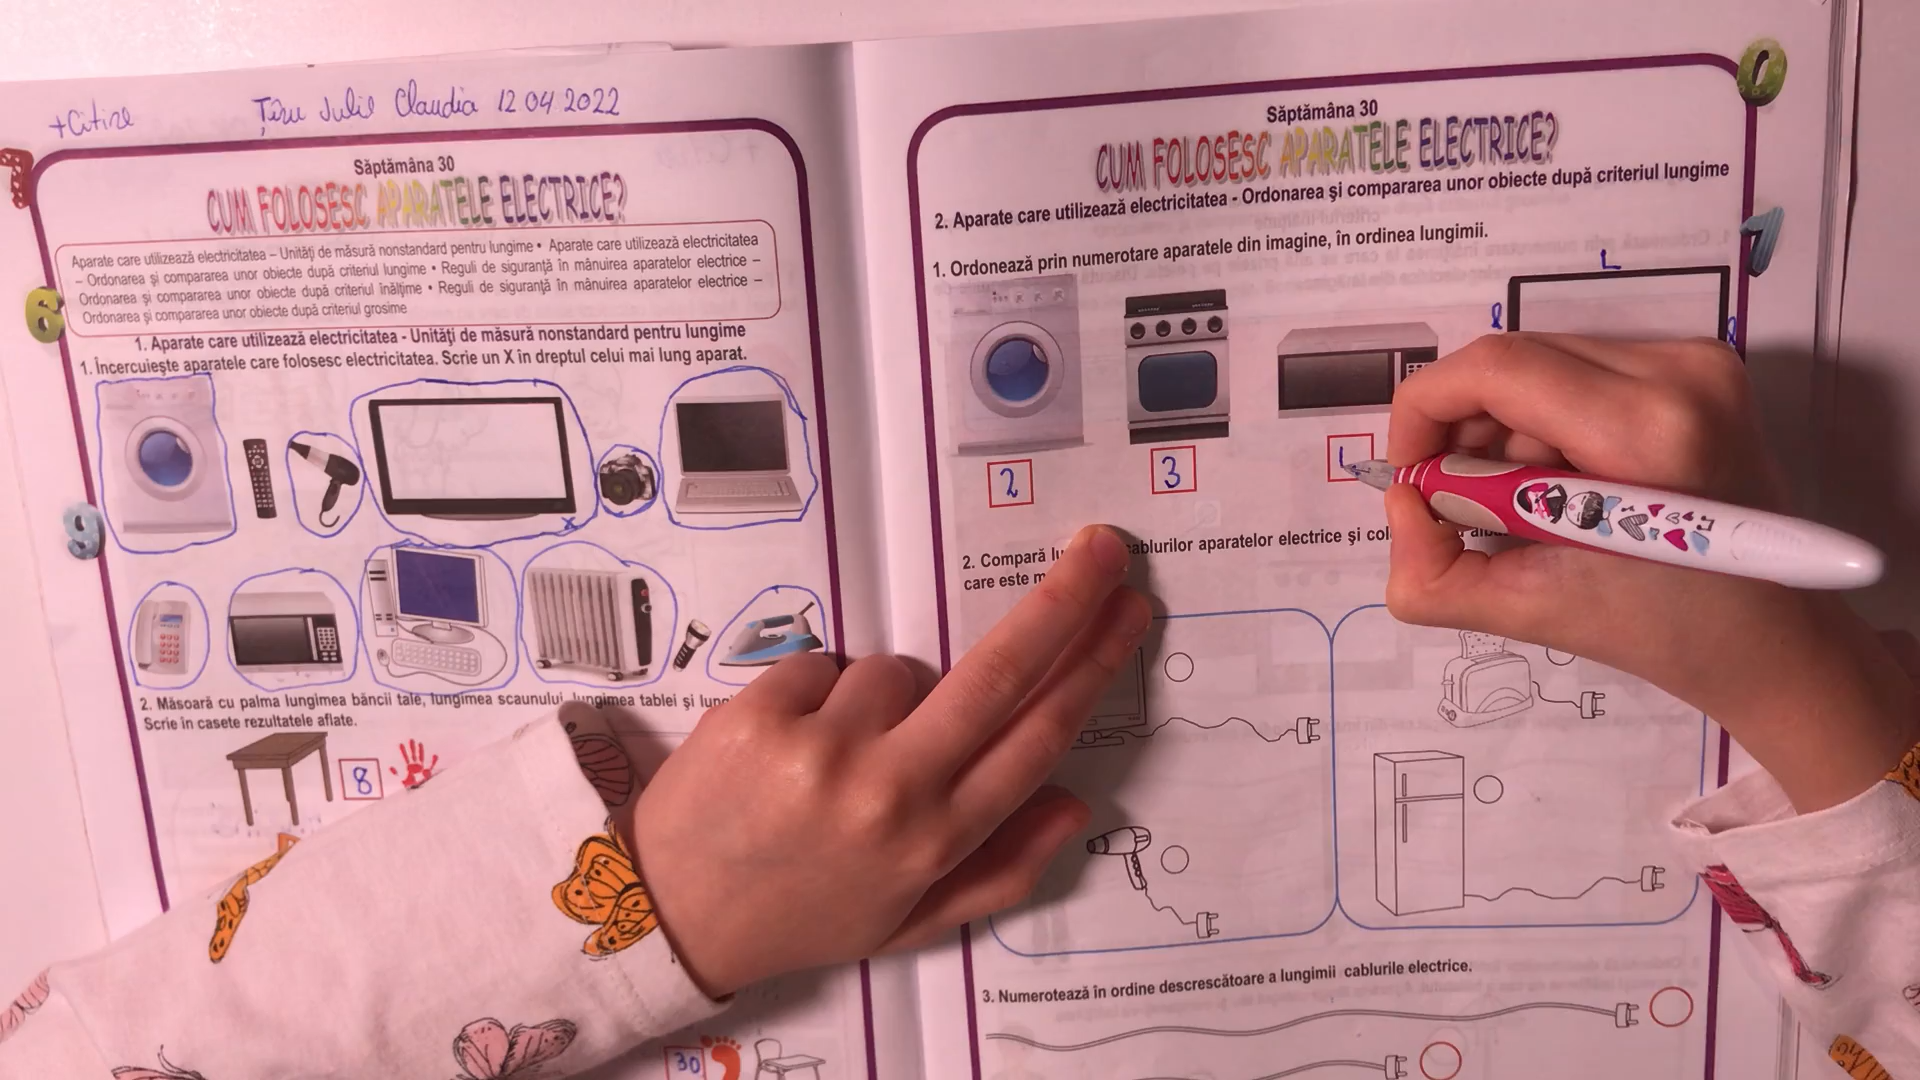 +Citire
Țîru Julie Claudia 12 04 2022
Săptămâna 30
CUM FOLOSESC APARATELE ELECTRICE?
Aparate care utilizează electricitatea – Unități de măsură nonstandard pentru lungime • Aparate care utilizează electricitatea
– Ordonarea și compararea unor obiecte după criteriul lungime • Reguli de siguranță în mânuirea aparatelor electrice –
Ordonarea și compararea unor obiecte după criteriul înălțime • Reguli de siguranță în mânuirea aparatelor electrice –
Ordonarea și compararea unor obiecte după criteriul grosime
1. Aparate care utilizează electricitatea - Unități de măsură nonstandard pentru lungime
1. Încercuiește aparatele care folosesc electricitatea. Scrie un X în dreptul celui mai lung aparat.
x
2. Măsoară cu palma lungimea băncii tale, lungimea scaunului, lungimea tablei și
Scrie în casete rezultatele aflate.
8
30
6
9
Săptămâna 30
CUM FOLOSESC APARATELE ELECTRICE?
2. Aparate care utilizează electricitatea - Ordonarea și compararea unor obiecte după criteriul lungime
1. Ordonează prin numerotare aparatele din imagine, în ordinea lungimii.
L
l
2
3
2. Compară cablurilor aparatelor electrice și
care este
3. Numerotează în ordine descrescătoare a lungimii cablurile electrice.